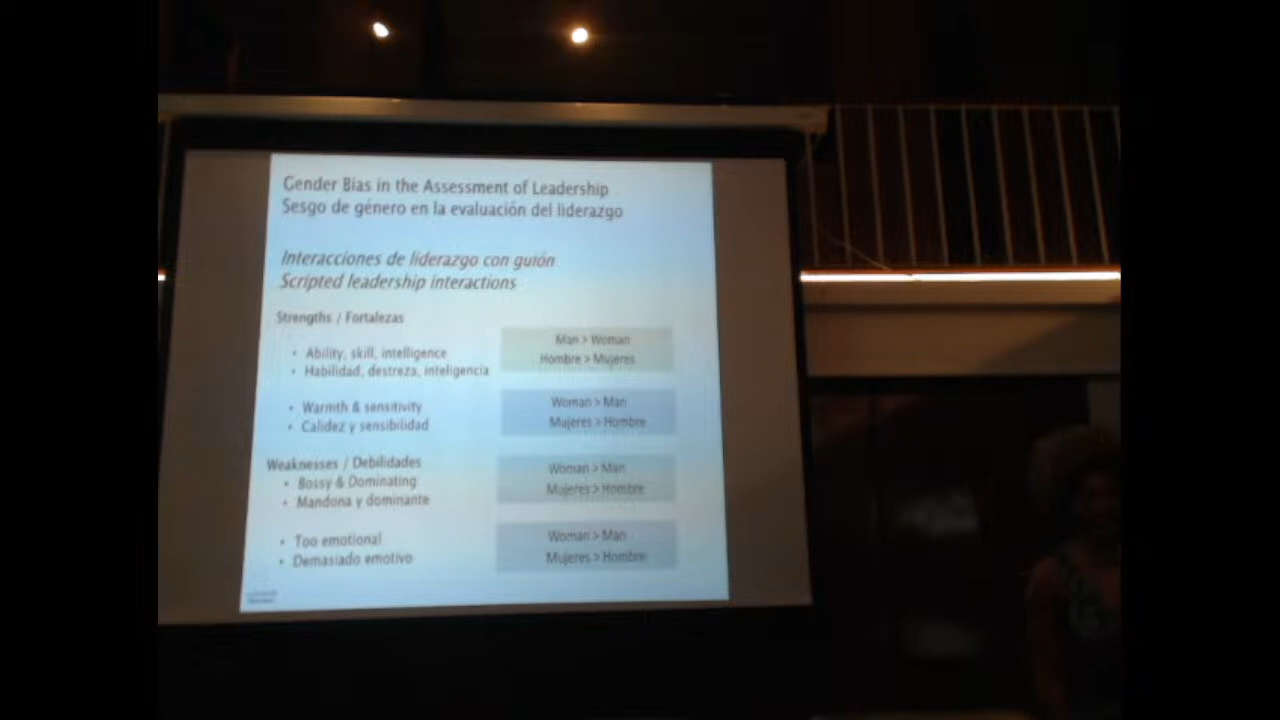 Gender Bias in the Assessment of Leadership
Sesgo de género en la evaluación del liderazgo
Interacciones de liderazgo con guión
Scripted leadership interactions
Strengths / Fortalezas
• Ability, skill, intelligence
• Habilidad, destreza, inteligencia
Man > Woman
Hombre > Mujeres
• Warmth & sensitivity
• Calidez y sensibilidad
Woman > Man
Mujeres > Hombre
Weaknesses / Debilidades
• Bossy & Dominating
• Mandona y dominante
Woman > Man
Mujeres > Hombre
• Too emotional
• Demasiado emotivo
Woman > Man
Mujeres > Hombre